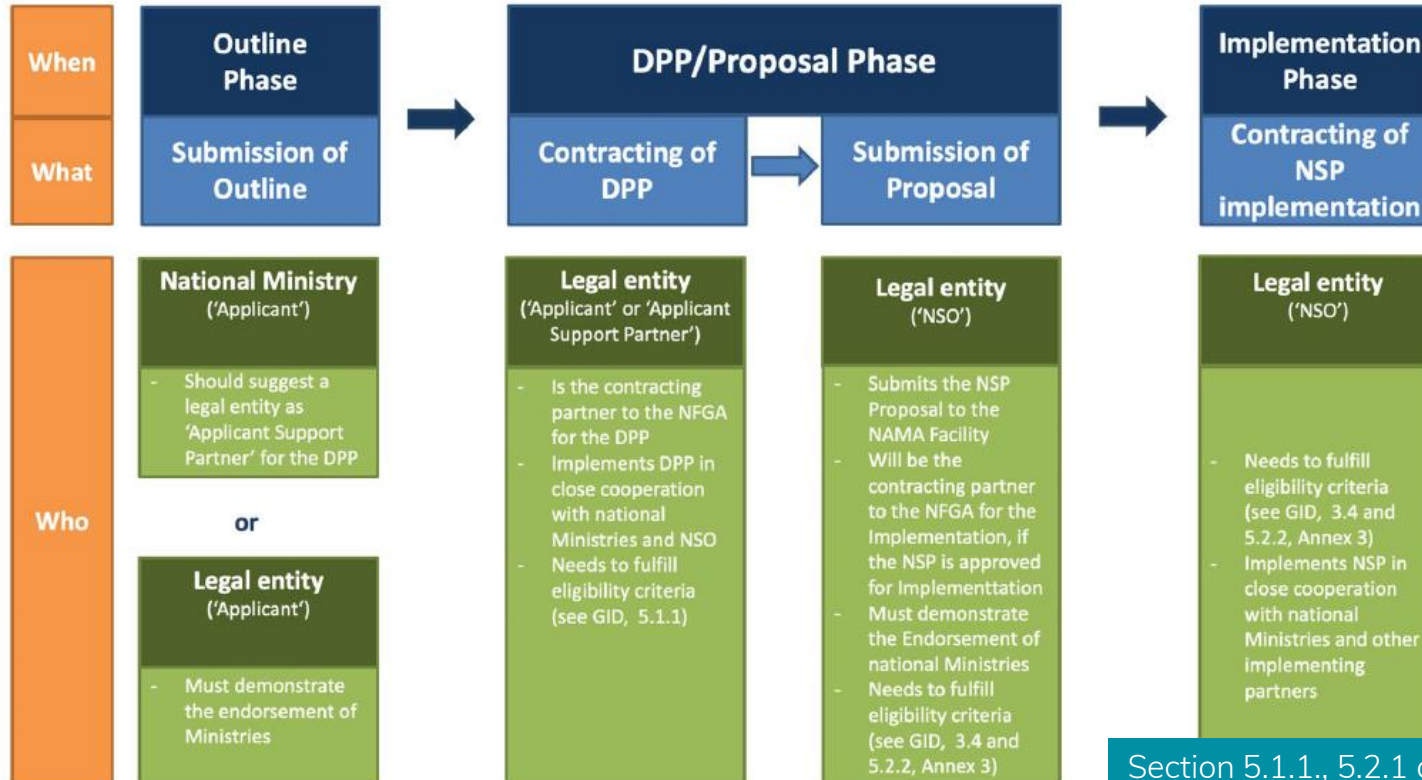 When
Outline
Phase
DPP/Proposal Phase
Implementation
Phase
What
Submission of
Outline
Contracting of
DPP
Submission of
Proposal
Contracting of
NSP
implementation
Who
National Ministry
('Applicant')
- Should suggest a
legal entity as
'Applicant Support
Partner' for the DPP
or
Legal entity
('Applicant')
- Must demonstrate
the endorsement of
Ministries
Legal entity
('Applicant' or 'Applicant
Support Partner')
- Is the contracting
partner to the NFGA
for the DPP
- Implements DPP in
close cooperation
with national
Ministries and NSO
- Needs to fulfill
eligibility criteria
(see GID, 5.1.1)
Legal entity
('NSO')
- Submits the NSP
Proposal to the
NAMA Facility
- Will be the
contracting partner
to the NFGA for the
Implementation, if
the NSP is approved
for Implementtation
- Must demonstrate
the Endorsement of
national Ministries
- Needs to fulfill
eligibility criteria
(see GID, 3.4 and
5.2.2, Annex 3)
Legal entity
('NSO')
- Needs to fulfill
eligibility criteria
(see GID, 3.4 and
5.2.2, Annex 3)
- Implements NSP in
close cooperation
with national
Ministries and other
implementing
partners
Section 5.1.1., 5.2.1